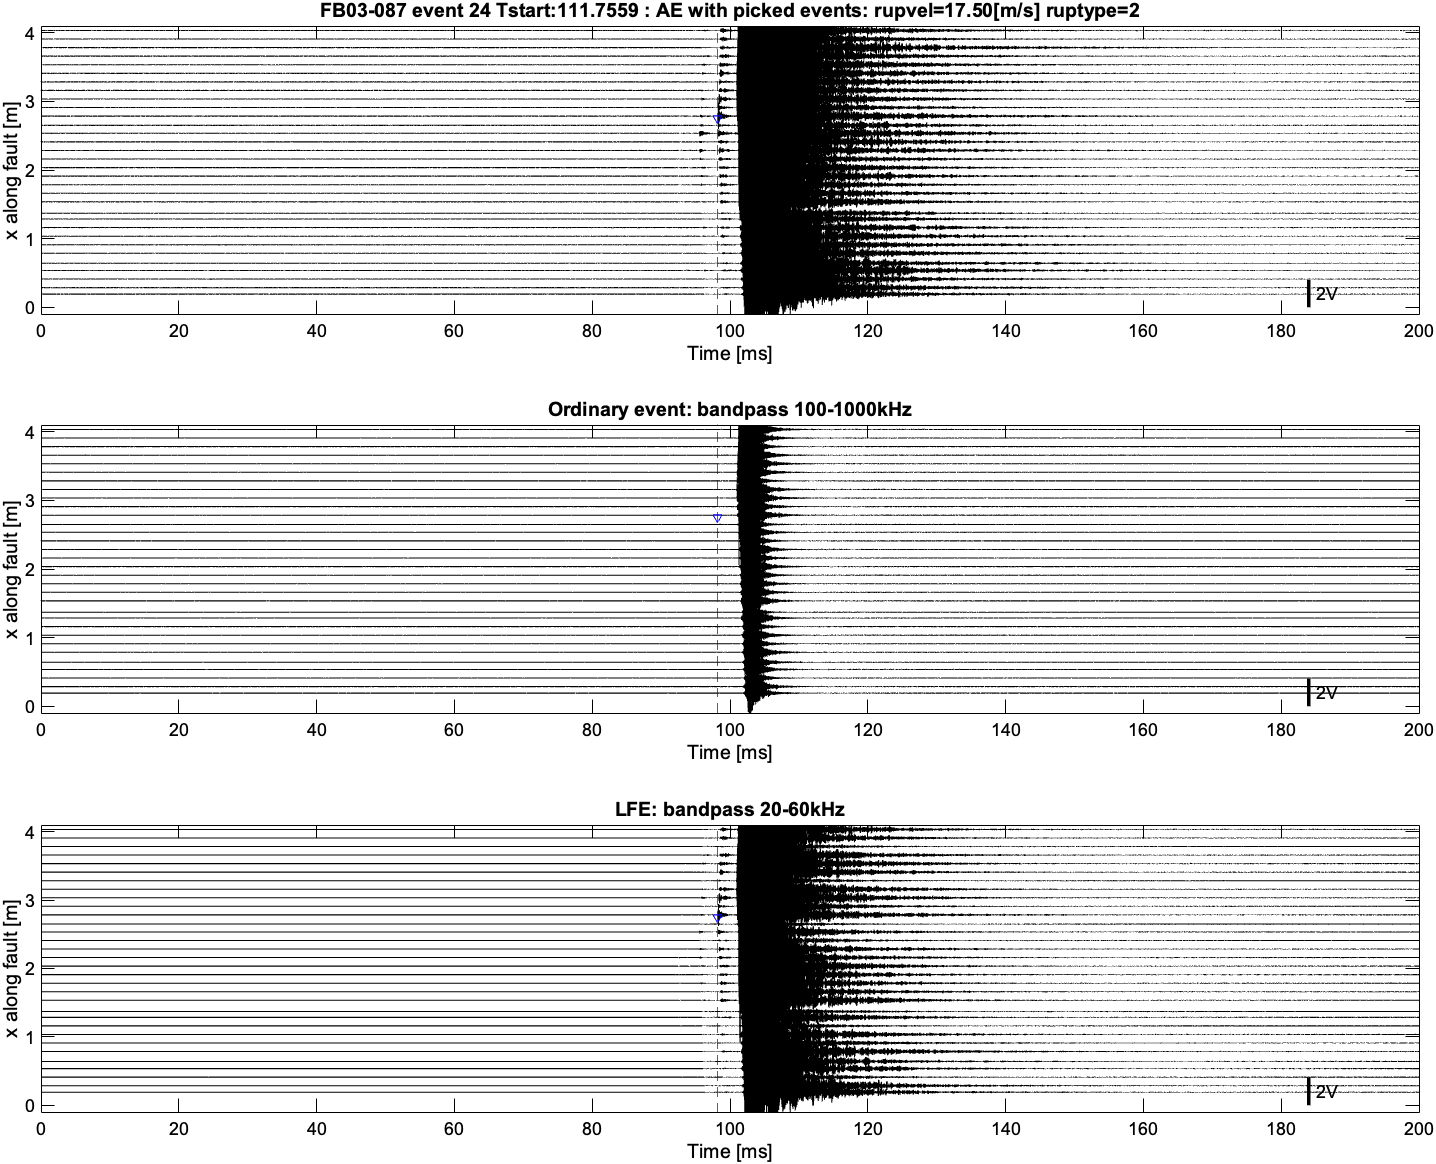 FB03-087 event 24 Tstart:111.7559 : AE with picked events: rupvel=17.50[m/s] ruptype=2
4
3
2
1
0
x along fault [m]
2V
0 20 40 60 80 100 120 140 160 180 200
Time [ms]
Ordinary event: bandpass 100-1000kHz
4
3
2
1
0
x along fault [m]
2V
0 20 40 60 80 100 120 140 160 180 200
Time [ms]
LFE: bandpass 20-60kHz
4
3
2
1
0
x along fault [m]
2V
0 20 40 60 80 100 120 140 160 180 200
Time [ms]